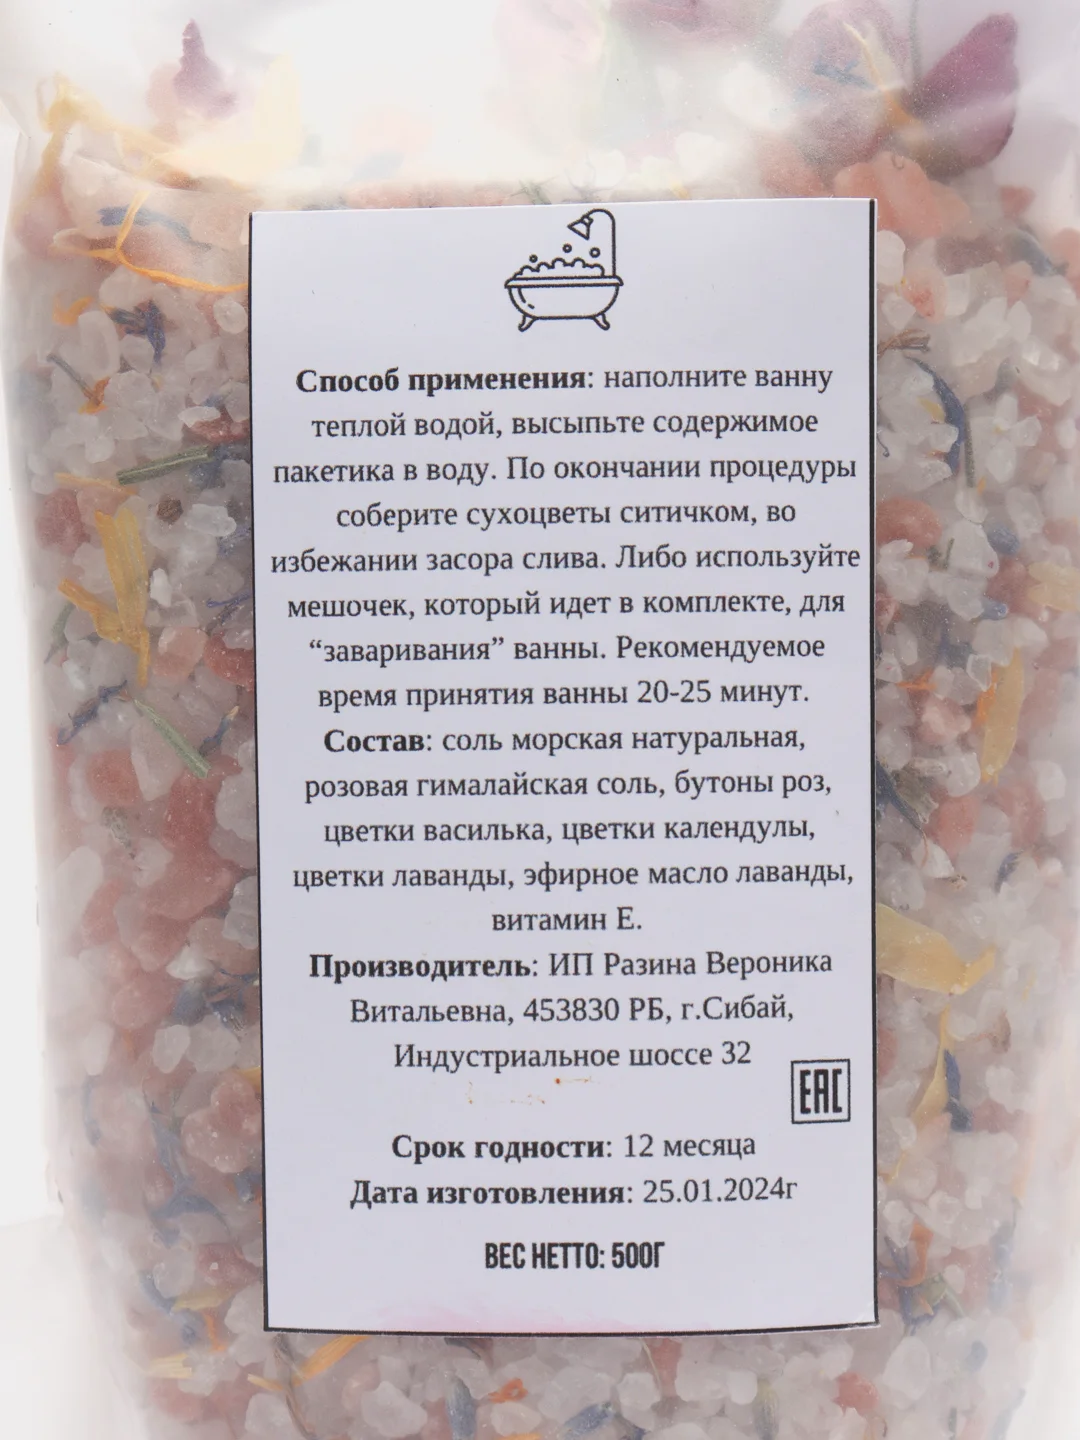 Способ применения: наполните ванну
теплой водой, высыпьте содержимое
пакетика в воду. По окончании процедуры
соберите сухоцветы ситичком, во
избежании засора слива. Либо используйте
мешочек, который идет в комплекте, для
“заваривания” ванны. Рекомендуемое
время принятия ванны 20-25 минут.
Состав: соль морская натуральная,
розовая гималайская соль, бутоны роз,
цветки василька, цветки календулы,
цветки лаванды, эфирное масло лаванды,
витамин Е.
Производитель: ИП Разина Вероника
Витальевна, 453830 РБ, г.Сибай,
Индустриальное шоссе 32
EAC
Срок годности: 12 месяца
Дата изготовления: 25.01.2024г
ВЕС НЕТТО: 500Г